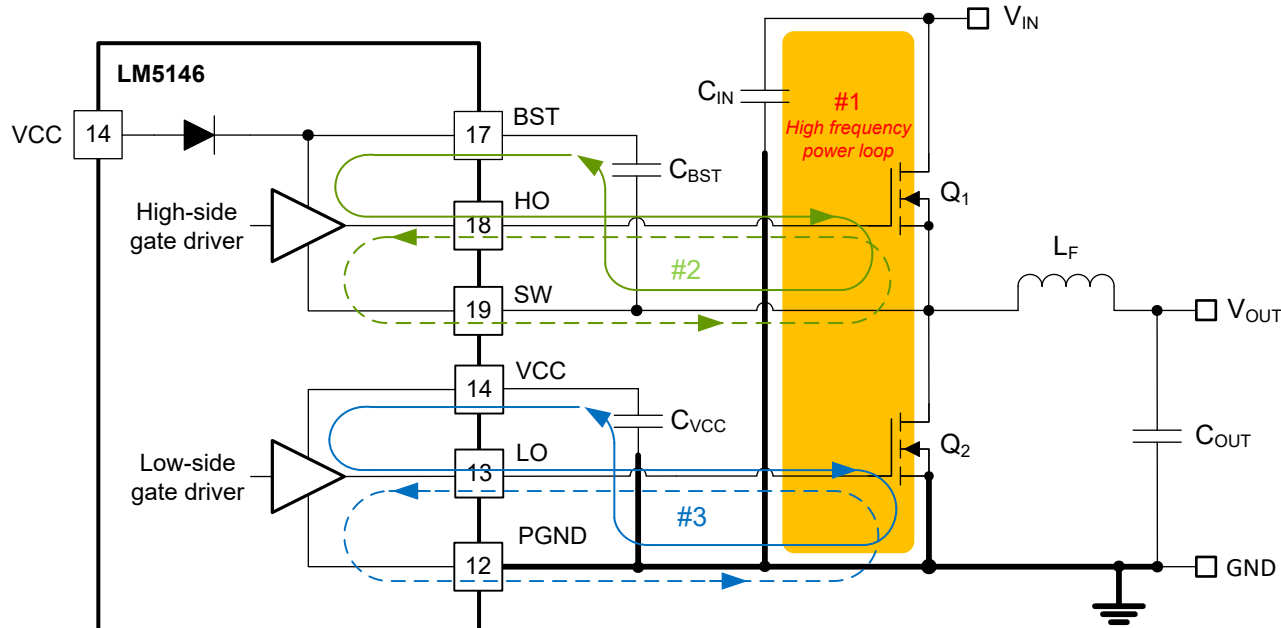 V_IN
LM5146
C_IN
#1
High frequency
power loop
VCC
14
17
BST
C_BST
Q_1
High-side
gate driver
18
HO
#2
L_F
19
SW
V_OUT
14
VCC
C_VCC
Q_2
C_OUT
Low-side
gate driver
13
LO
#3
12
PGND
GND